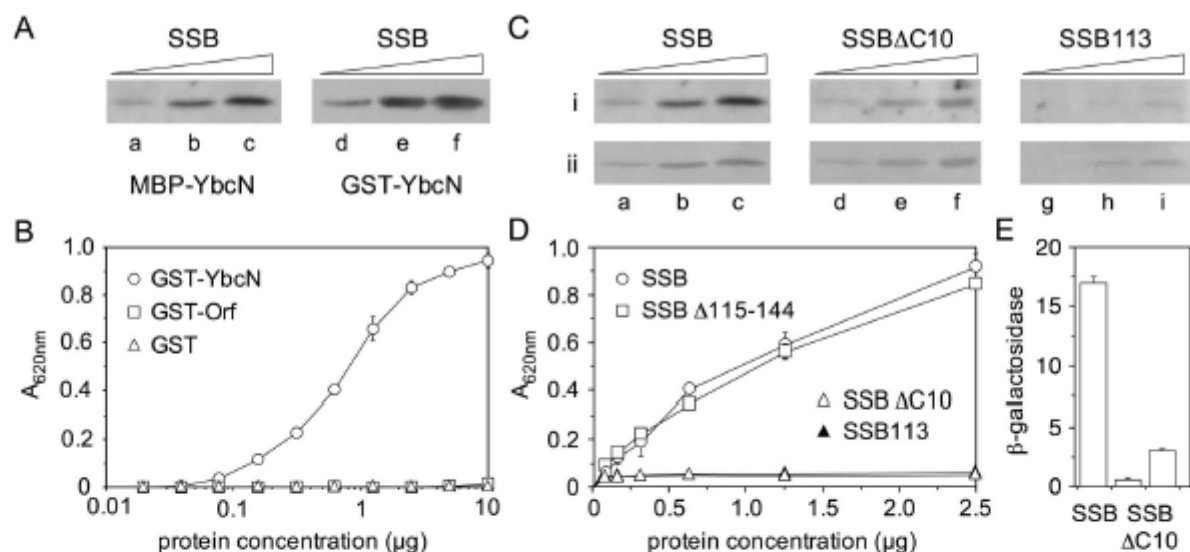 A
SSB SSB
a b c d e f
MBP-YbcN GST-YbcN
C
SSB SSBΔC10 SSB113
i
ii
a b c d e f g h i
B
1.0
0.8
0.6
0.4
0.2
0
A620nm
GST-YbcN
GST-Orf
GST
0.1 1 10
protein concentration (µg)
D
1.0
0.8
0.6
0.4
0.2
0
A620nm
SSB
SSB Δ115-144
SSB ΔC10
SSB113
0 0.5 1.0 1.5 2.0 2.5
protein concentration (µg)
E
20
15
10
5
0
β-gallactosidase
SSB SSB
ΔC10